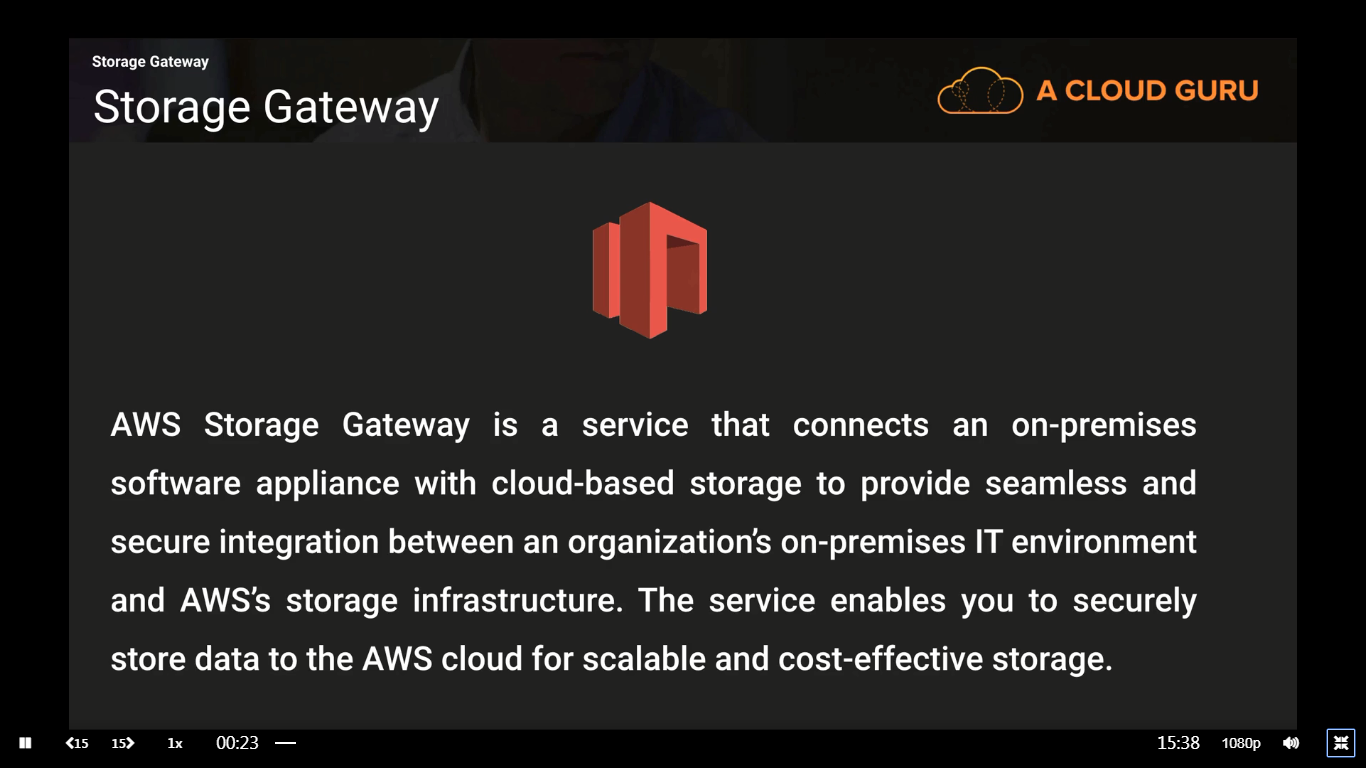 Storage Gateway
Storage Gateway
A CLOUD GURU
AWS Storage Gateway is a service that connects an on-premises
software appliance with cloud-based storage to provide seamless and
secure integration between an organization’s on-premises IT environment
and AWS’s storage infrastructure. The service enables you to securely
store data to the AWS cloud for scalable and cost-effective storage.
15 15 1x 00:23 15:38 1080p